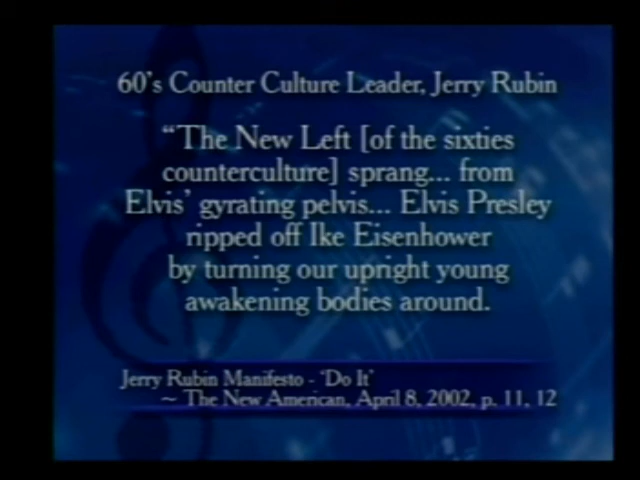 60's Counter Culture Leader, Jerry Rubin
“The New Left [of the sixties
counterculture] sprang... from
Elvis' gyrating pelvis... Elvis Presley
ripped off Ike Eisenhower
by turning our upright young
awakening bodies around.
Jerry Rubin Manifesto - 'Do It'
~ The New American, April 8, 2002, p. 11, 12